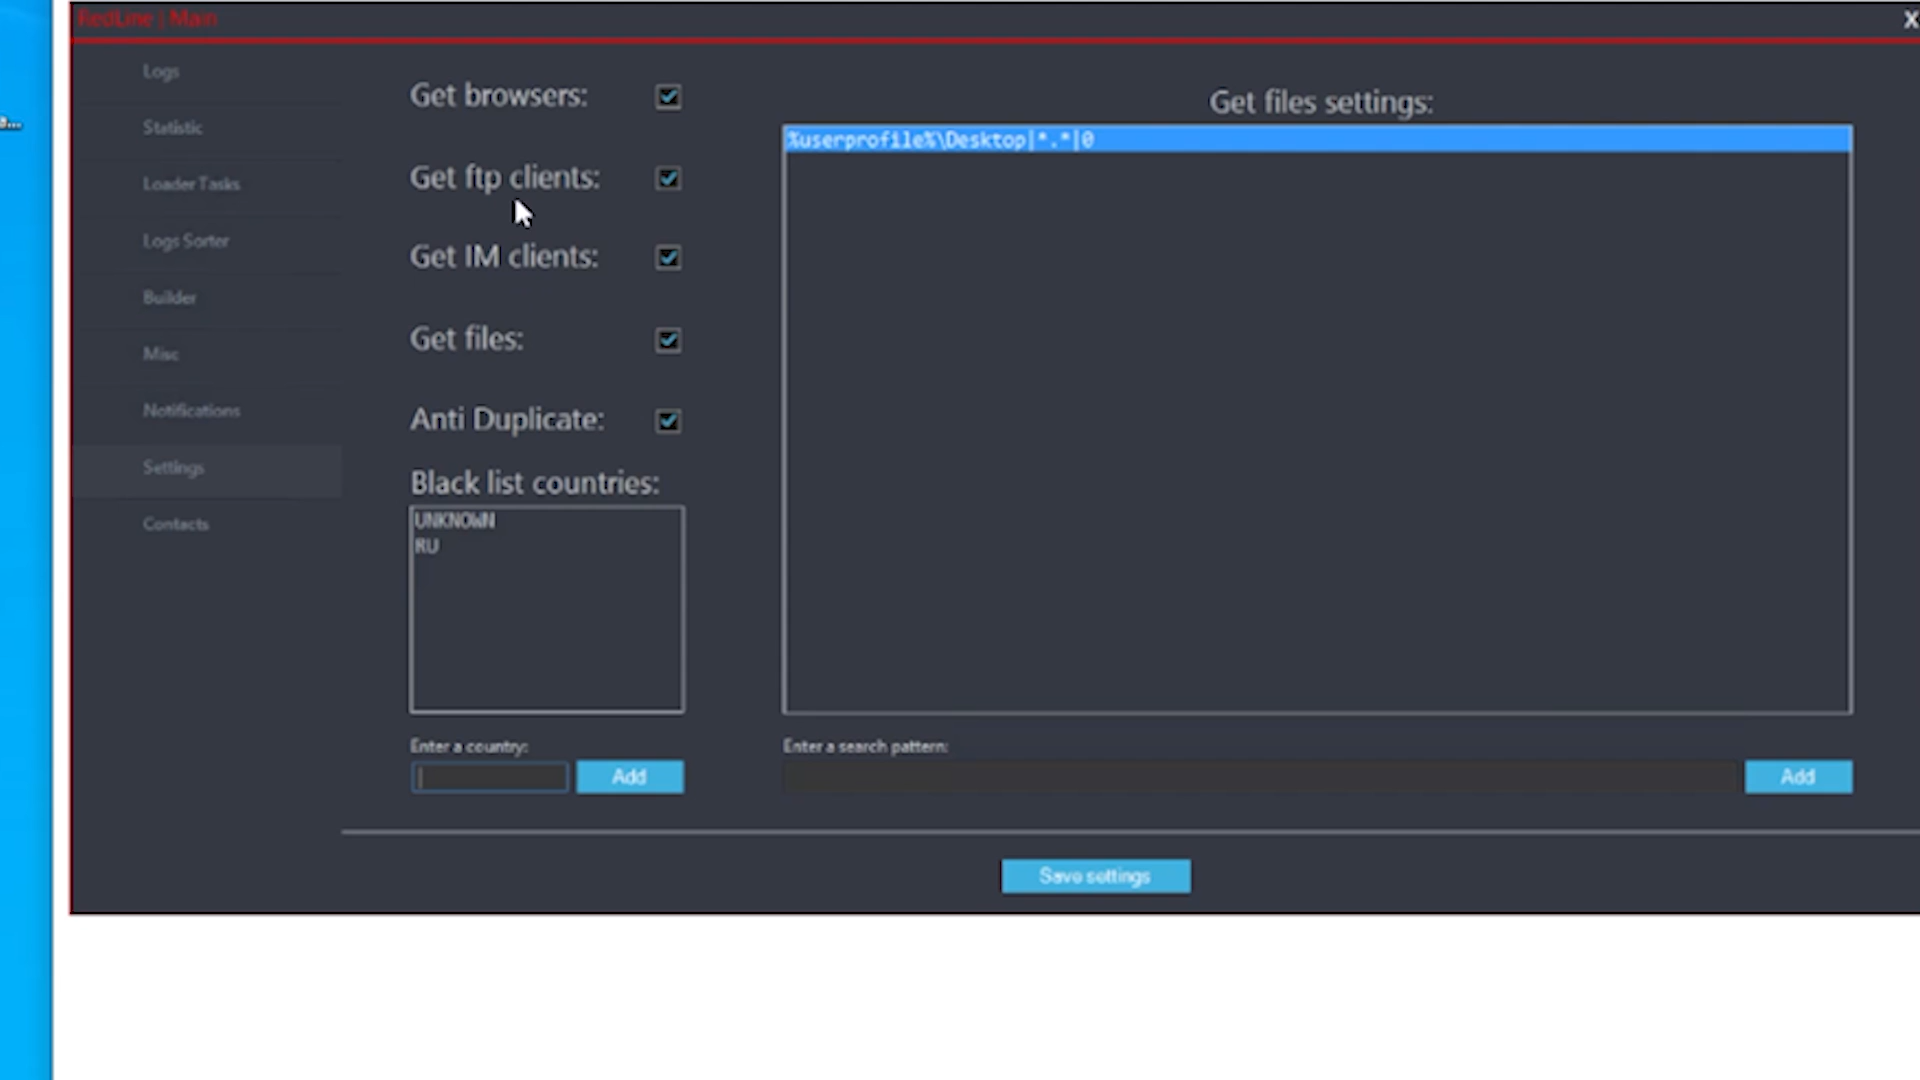 RedLine | Main
X
Logs
Statistic
Loader Tasks
Logs Sorter
Builder
Misc
Notifications
Settings
Contacts
Get browsers:
Get ftp clients:
Get IM clients:
Get files:
Anti Duplicate:
Black list countries:
UNKNOWN
RU
Enter a country:
Add
Get files settings:
%userprofile%\Desktop|*.*|0
Enter a search pattern:
Add
Save settings